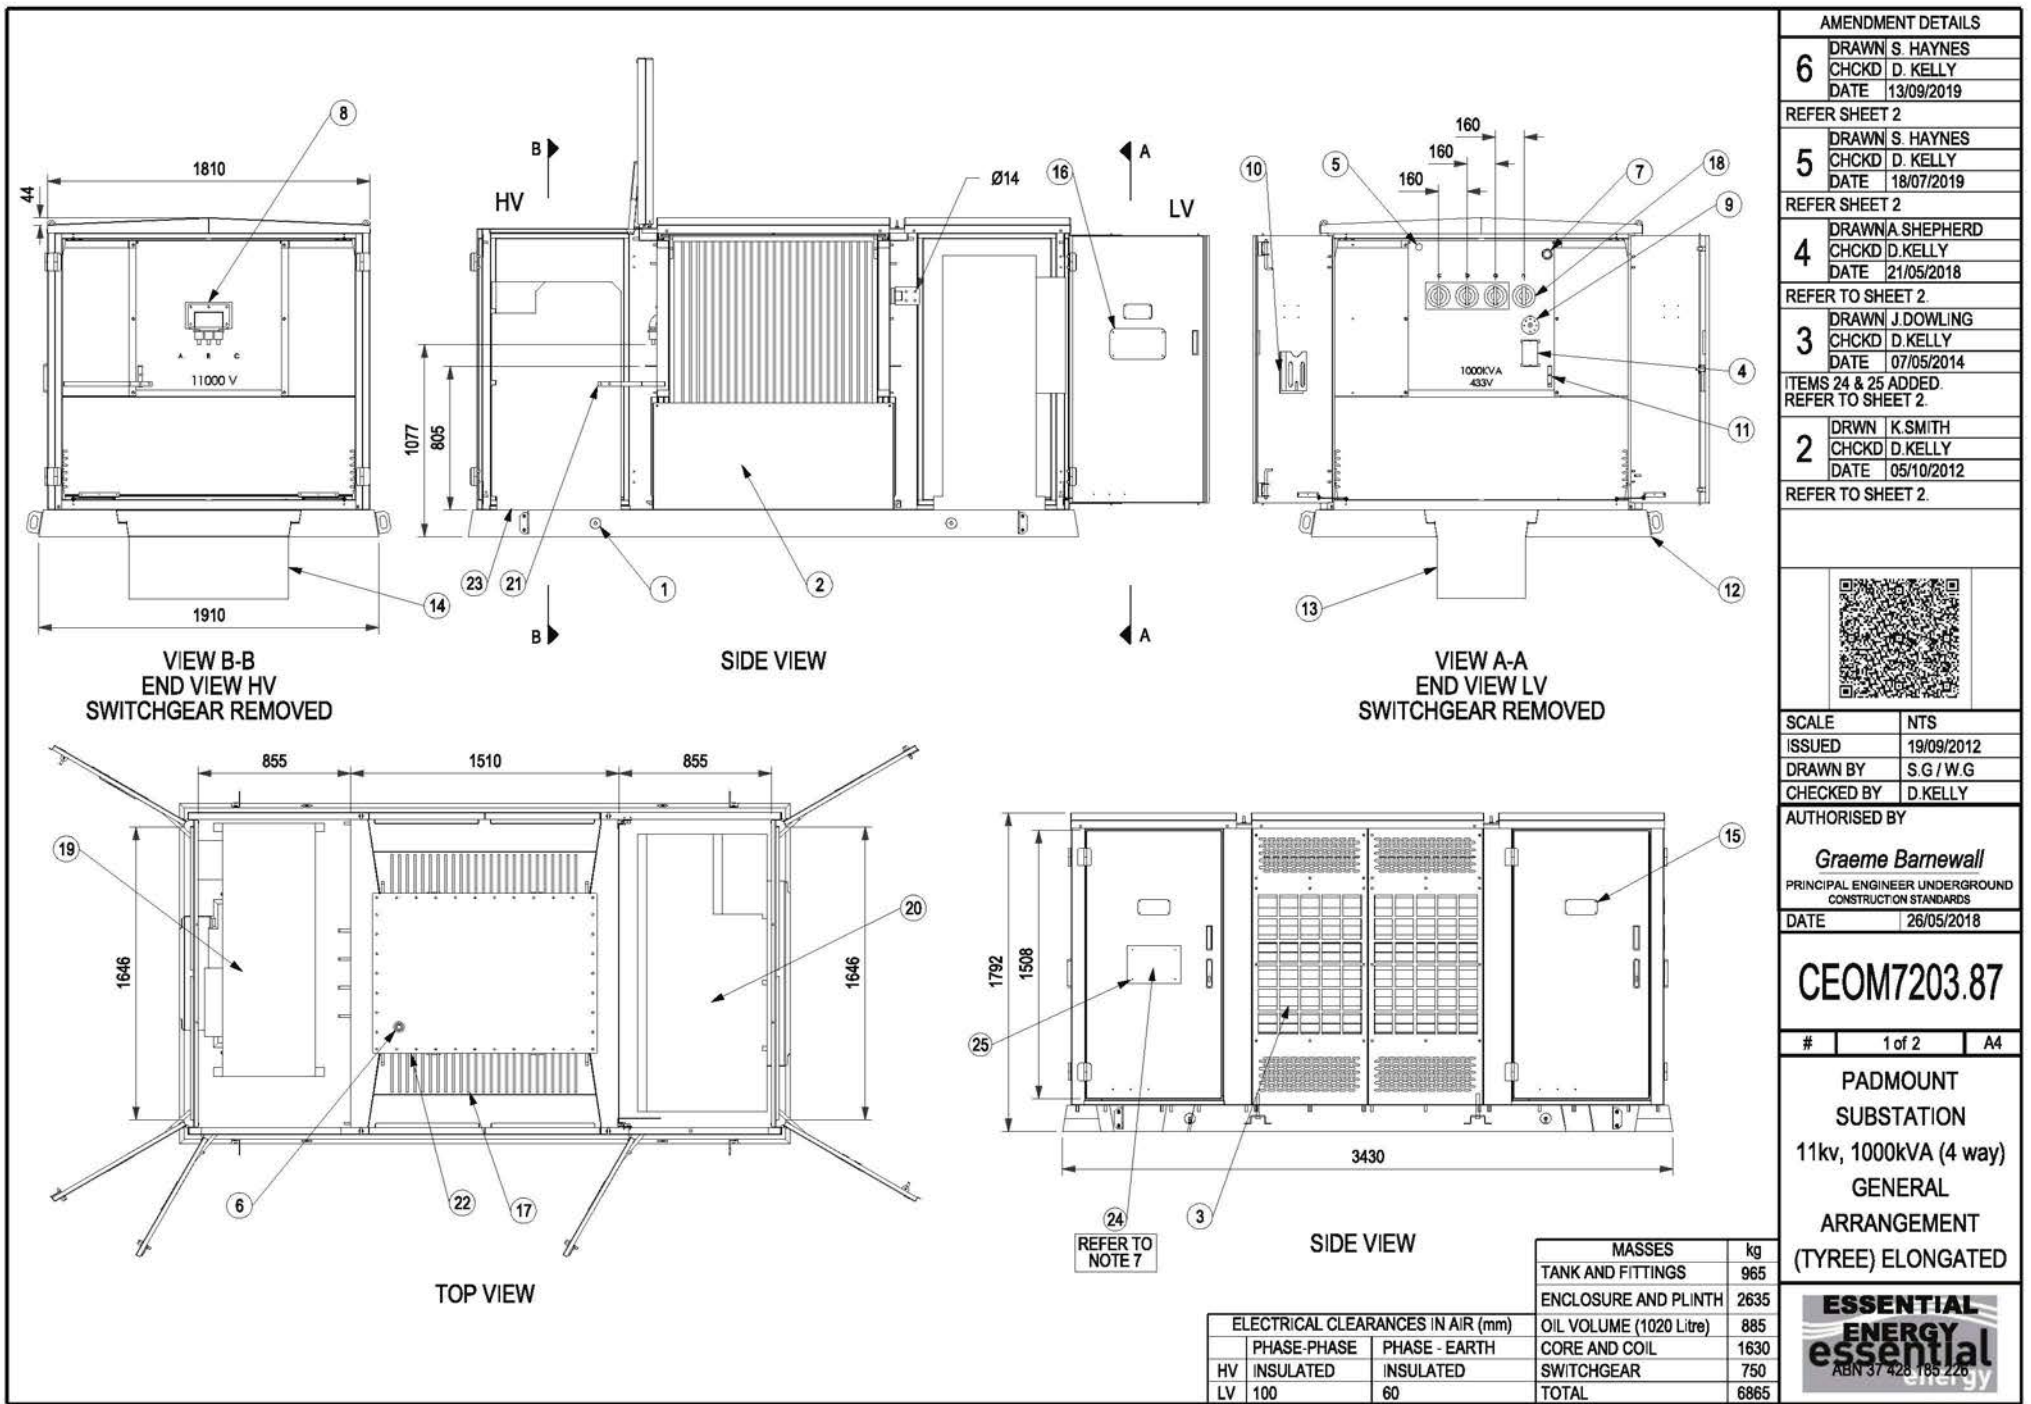 8
1810
44
1910
14
A B C
11000 V
VIEW B-B
END VIEW HV
SWITCHGEAR REMOVED
B
A
HV
LV
Ø14
16
1077
805
23
21
1
2
B
A
SIDE VIEW
160
160
160
10
5
7
18
9
4
11
1000KVA
433V
13
12
VIEW A-A
END VIEW LV
SWITCHGEAR REMOVED
855
1510
855
1646
1646
19
20
6
22
17
TOP VIEW
1792
1508
15
25
3430
24
3
REFER TO
NOTE 7
SIDE VIEW
ELECTRICAL CLEARANCES IN AIR (mm)
PHASE-PHASE PHASE - EARTH
HV INSULATED INSULATED
LV 100 60
MASSES kg
TANK AND FITTINGS 965
ENCLOSURE AND PLINTH 2635
OIL VOLUME (1020 Litre) 885
CORE AND COIL 1630
SWITCHGEAR 750
TOTAL 6865
AMENDMENT DETAILS
6
DRAWN S. HAYNES
CHCKD D. KELLY
DATE 13/09/2019
REFER SHEET 2
5
DRAWN S. HAYNES
CHCKD D. KELLY
DATE 18/07/2019
REFER SHEET 2
4
DRAWN A.SHEPHERD
CHCKD D.KELLY
DATE 21/05/2018
REFER TO SHEET 2.
3
DRAWN J.DOWLING
CHCKD D.KELLY
DATE 07/05/2014
ITEMS 24 & 25 ADDED.
REFER TO SHEET 2.
2
DRWN K.SMITH
CHCKD D.KELLY
DATE 05/10/2012
REFER TO SHEET 2.
SCALE NTS
ISSUED 19/09/2012
DRAWN BY S.G / W.G
CHECKED BY D.KELLY
AUTHORISED BY
Graeme Barnewall
PRINCIPAL ENGINEER UNDERGROUND
CONSTRUCTION STANDARDS
DATE 26/05/2018
CEOM7203.87
# 1 of 2 A4
PADMOUNT
SUBSTATION
11kv, 1000kVA (4 way)
GENERAL
ARRANGEMENT
(TYREE) ELONGATED
ESSENTIAL
ENERGY
essential
ABN 37 428 185 226
energy